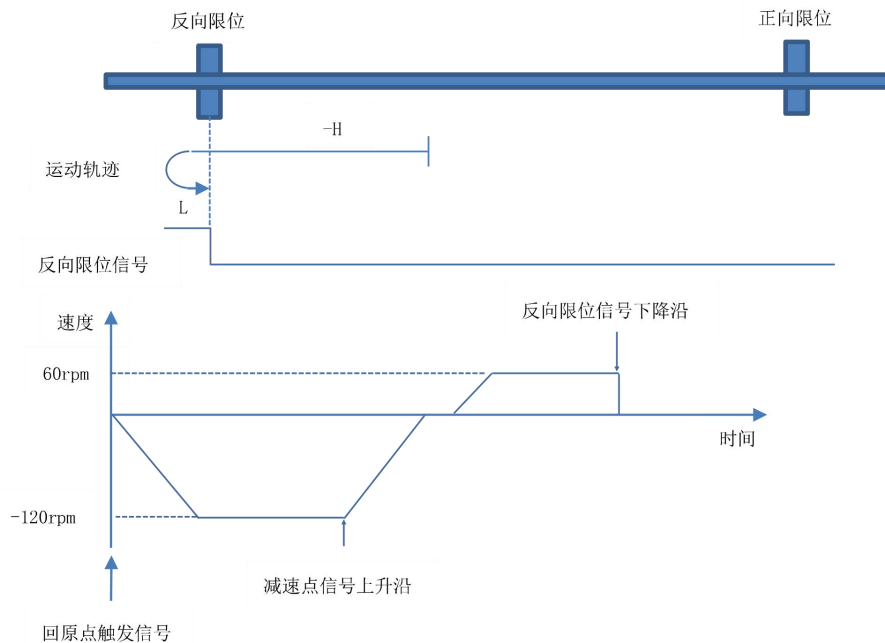 反向限位
正向限位
-H
运动轨迹
L
反向限位信号
速度
反向限位信号下降沿
60rpm
时间
-120rpm
减速点信号上升沿
回原点触发信号